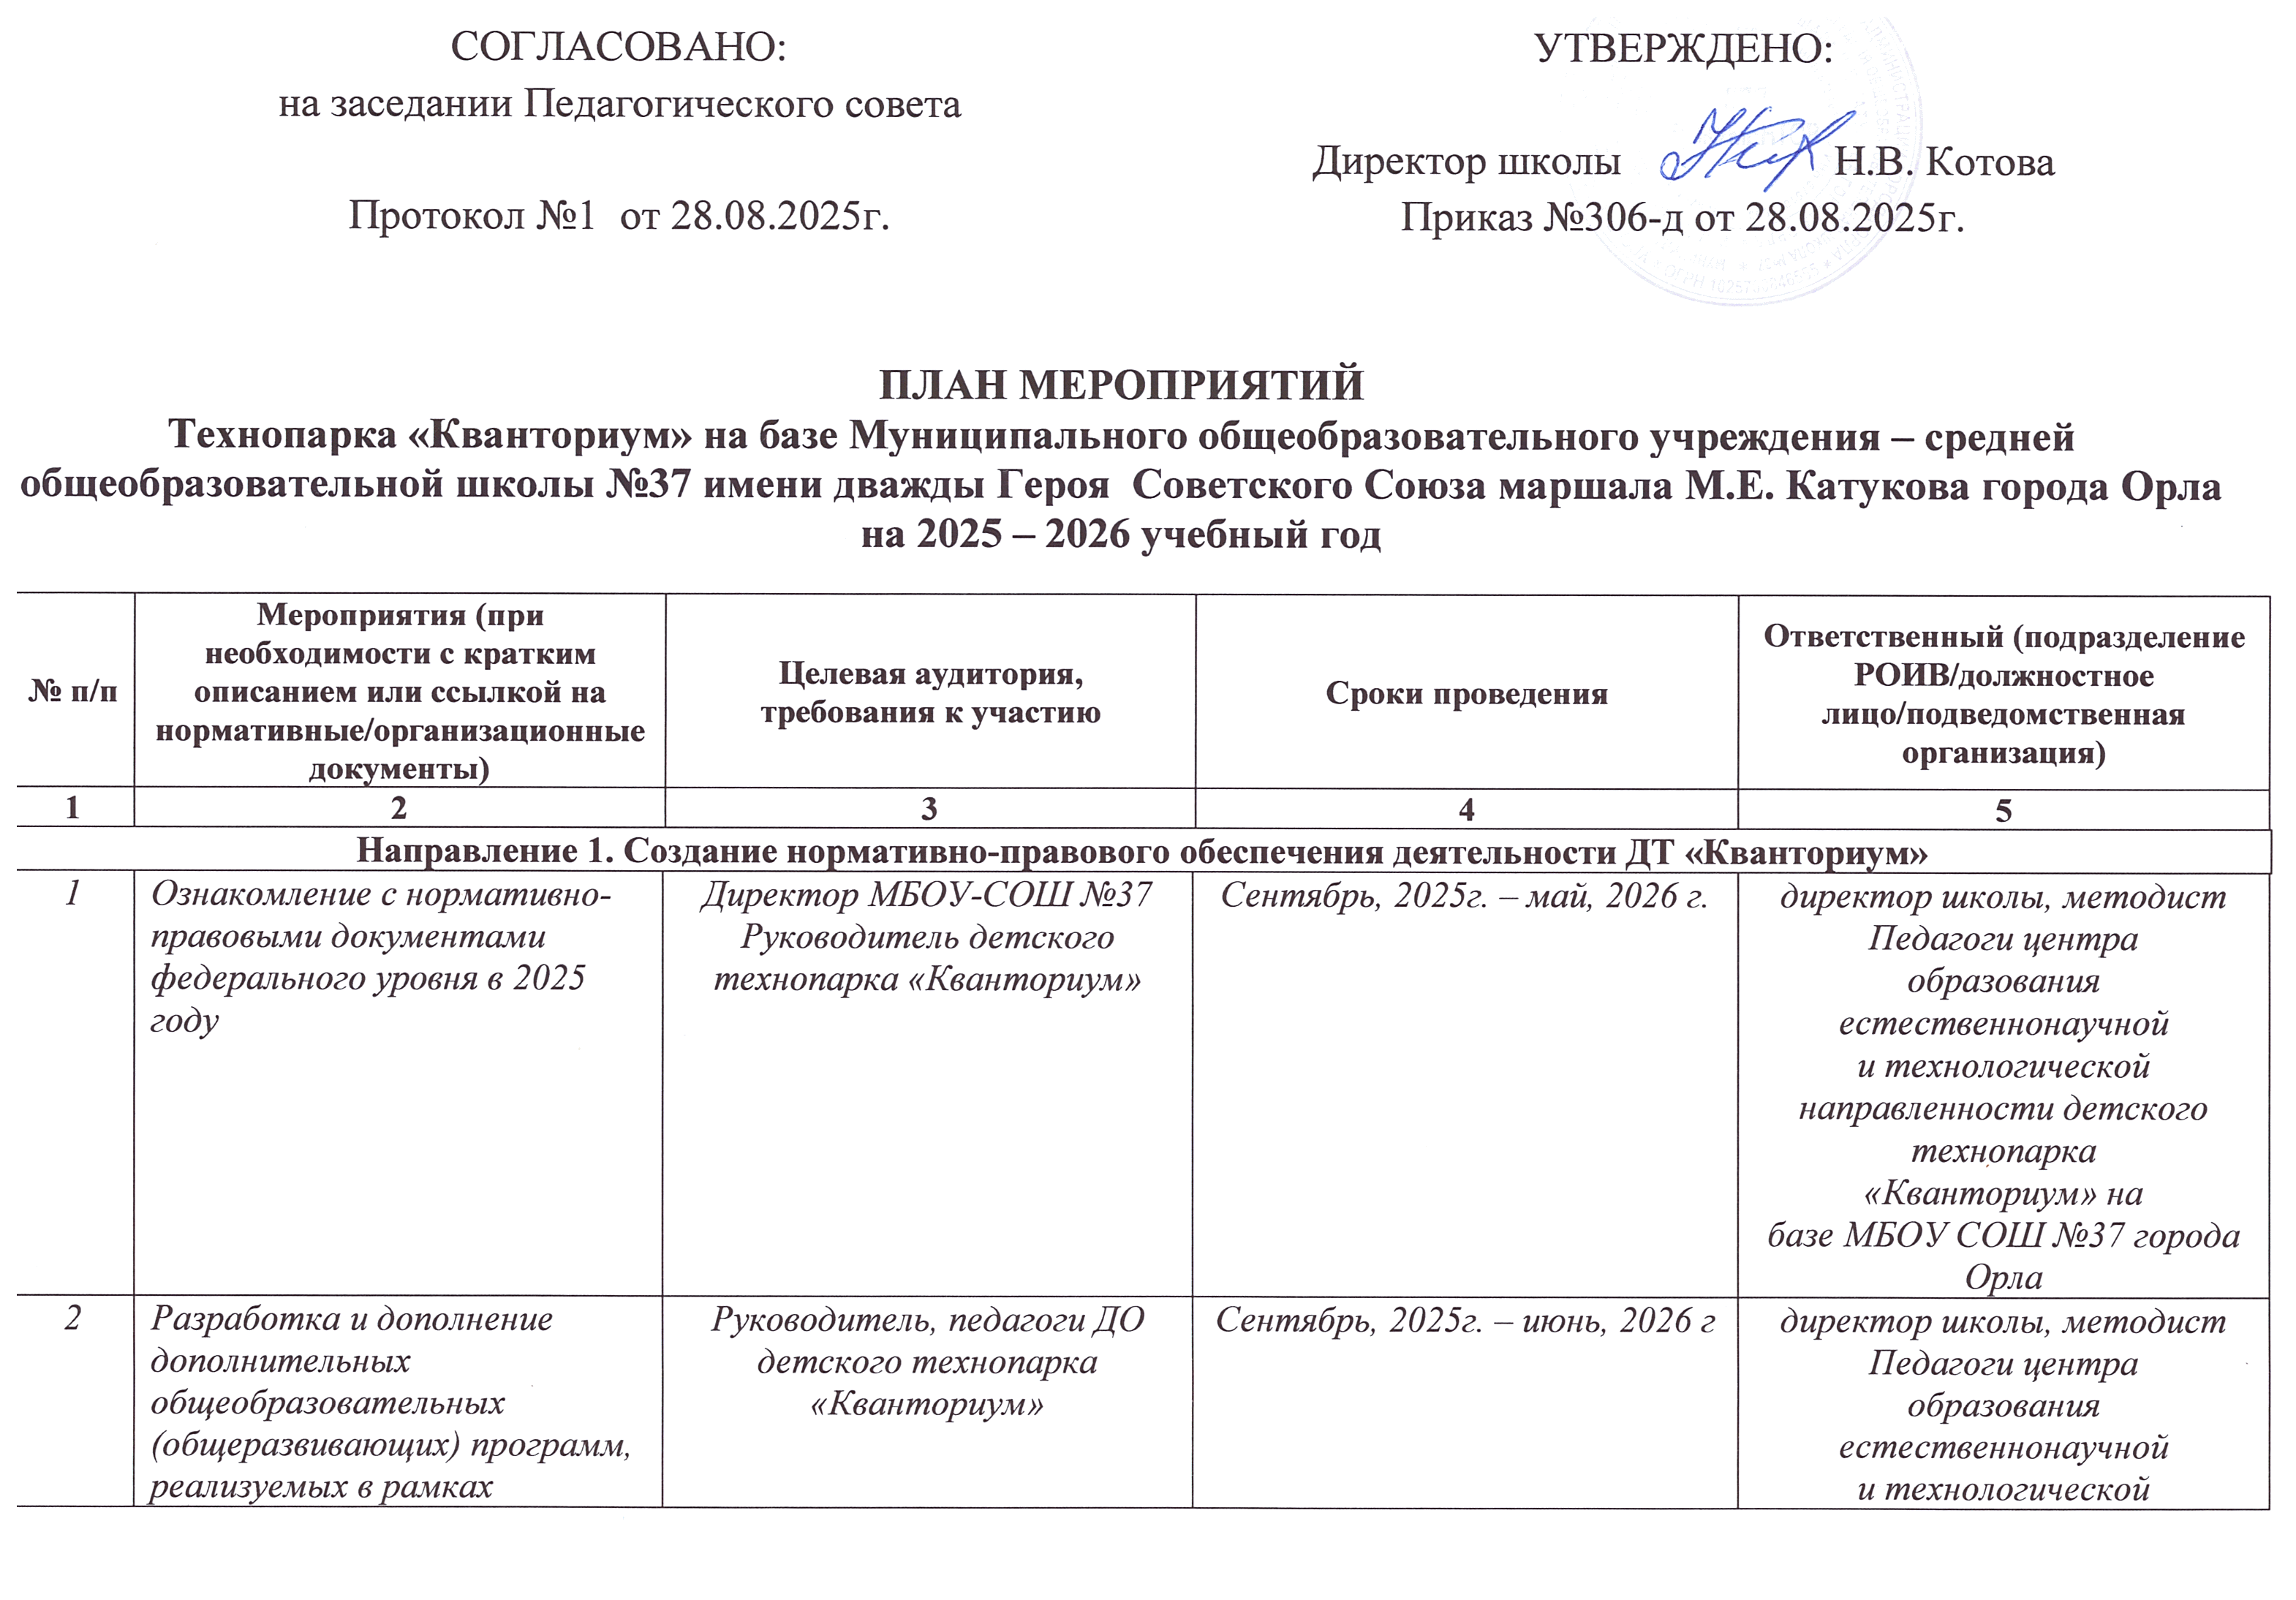 СОГЛАСОВАНО:
на заседании Педагогического совета
Протокол №1 от 28.08.2025г.
УТВЕРЖДЕНО:
Директор школы Н.В. Котова
Приказ №306-д от 28.08.2025г.
ПЛАН МЕРОПРИЯТИЙ
Технопарка «Кванториум» на базе Муниципального общеобразовательного учреждения – средней
общеобразовательной школы №37 имени дважды Героя Советского Союза маршала М.Е. Катукова города Орла
на 2025 – 2026 учебный год
№ п/п
Мероприятия (при
необходимости с кратким
описанием или ссылкой на
нормативные/организационные
документы)
Целевая аудитория,
требования к участию
Сроки проведения
Ответственный (подразделение
РОИВ/должностное
лицо/подведомственная
организация)
1
2
3
4
5
Направление 1. Создание нормативно-правового обеспечения деятельности ДТ «Кванториум»
1
Ознакомление с нормативно-
правовыми документами
федерального уровня в 2025
году
Директор МБОУ-СОШ №37
Руководитель детского
технопарка «Кванториум»
Сентябрь, 2025г. – май, 2026 г.
директор школы, методист
Педагоги центра
образования
естественнонаучной
и технологической
направленности детского
технопарка
«Кванториум» на
базе МБОУ СОШ №37 города
Орла
2
Разработка и дополнение
дополнительных
общеобразовательных
(общеразвивающих) программ,
реализуемых в рамках
Руководитель, педагоги ДО
детского технопарка
«Кванториум»
Сентябрь, 2025г. – июнь, 2026 г
директор школы, методист
Педагоги центра
образования
естественнонаучной
и технологической